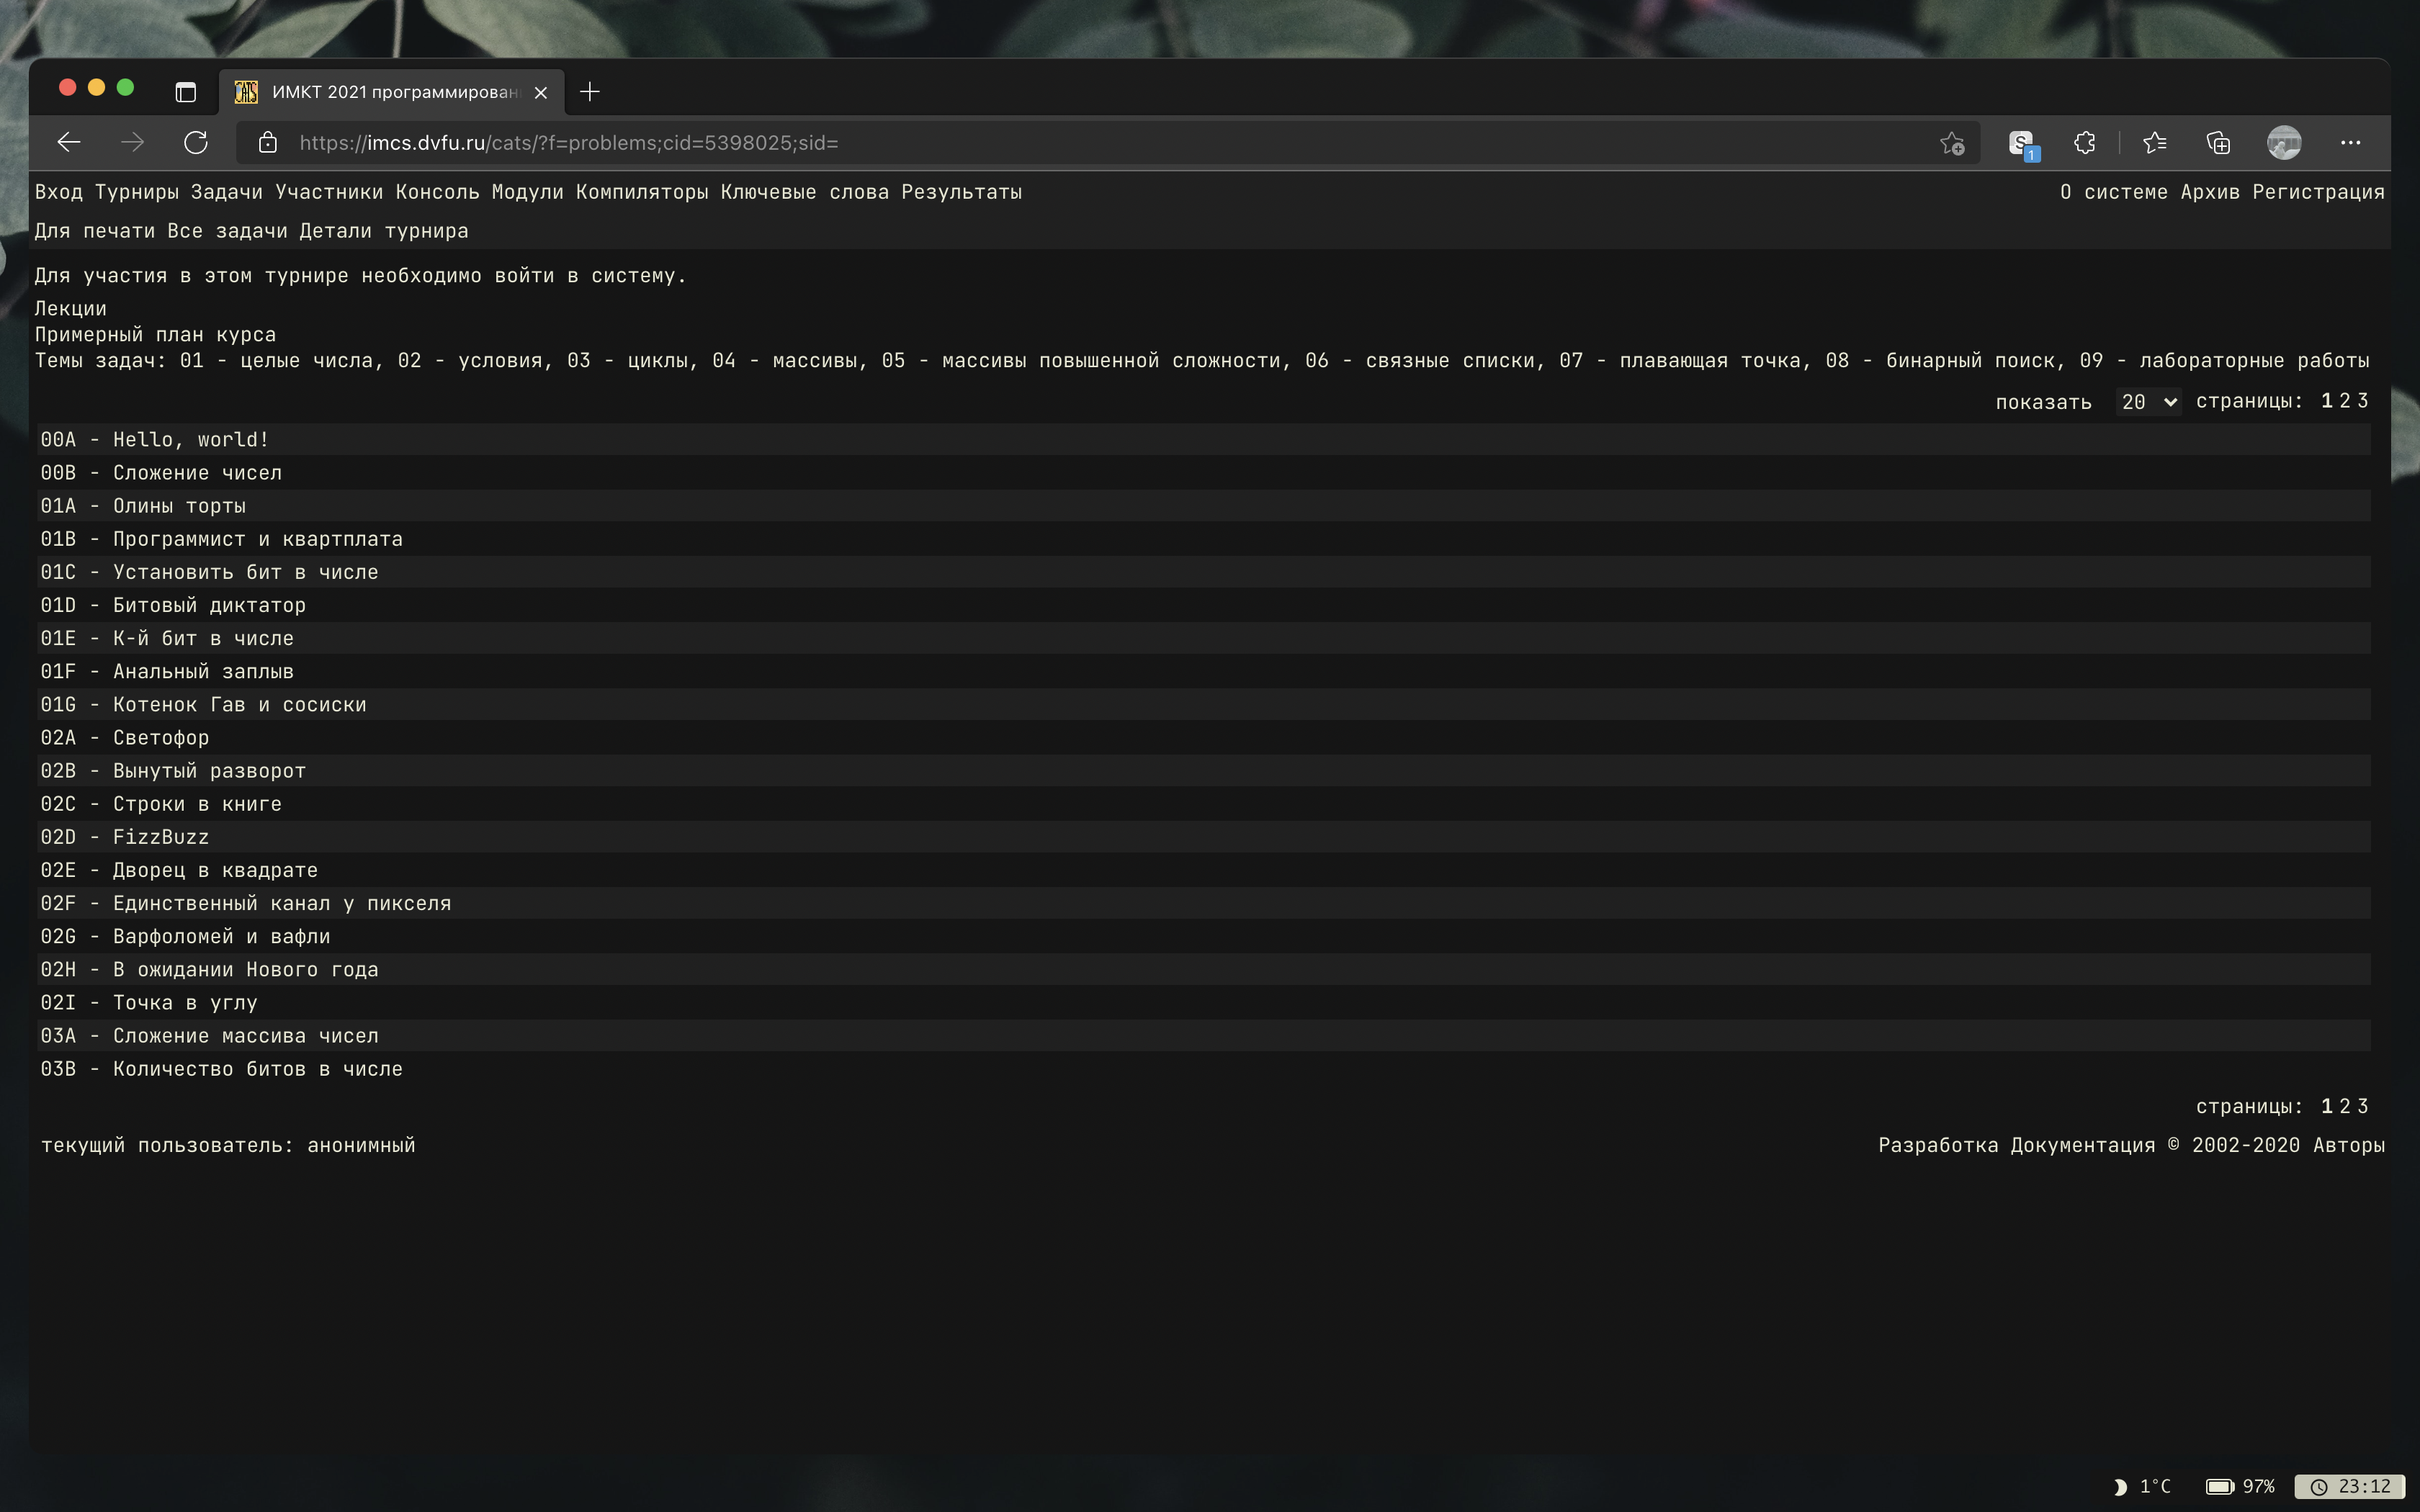 ИМКТ 2021 программирован
https://imcs.dvfu.ru/cats/?f=problems;cid=5398025;sid=
S 1
Вход Турниры Задачи Участники Консоль Модули Компиляторы Ключевые слова Результаты
О системе Архив Регистрация
Для печати Все задачи Детали турнира
Для участия в этом турнире необходимо войти в систему.
Лекции
Примерный план курса
Темы задач: 01 - целые числа, 02 - условия, 03 - циклы, 04 - массивы, 05 - массивы повышенной сложности, 06 - связные списки, 07 - плавающая точка, 08 - бинарный поиск, 09 - лабораторные работы
показать 20 страницы: 1 2 3
00A - Hello, world!
00B - Сложение чисел
01A - Олины торты
01B - Программист и квартплата
01C - Установить бит в числе
01D - Битовый диктатор
01E - К-й бит в числе
01F - Анальный заплыв
01G - Котенок Гав и сосиски
02A - Светофор
02B - Вынутый разворот
02C - Строки в книге
02D - FizzBuzz
02E - Дворец в квадрате
02F - Единственный канал у пикселя
02G - Варфоломей и вафли
02H - В ожидании Нового года
02I - Точка в углу
03A - Сложение массива чисел
03B - Количество битов в числе
страницы: 1 2 3
текущий пользователь: анонимный
Разработка Документация © 2002-2020 Авторы
1°C 97% 23:12